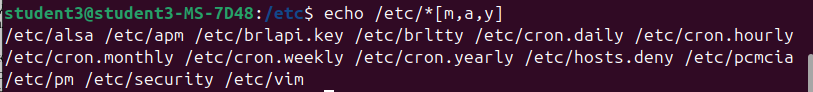 student3@student3-MS-7D48:/etc$ echo /etc/*[m,a,y]
/etc/alsa /etc/apm /etc/brlapi.key /etc/brltty /etc/cron.daily /etc/cron.hourly
/etc/cron.monthly /etc/cron.weekly /etc/cron.yearly /etc/hosts.deny /etc/pcmcia
/etc/pm /etc/security /etc/vim